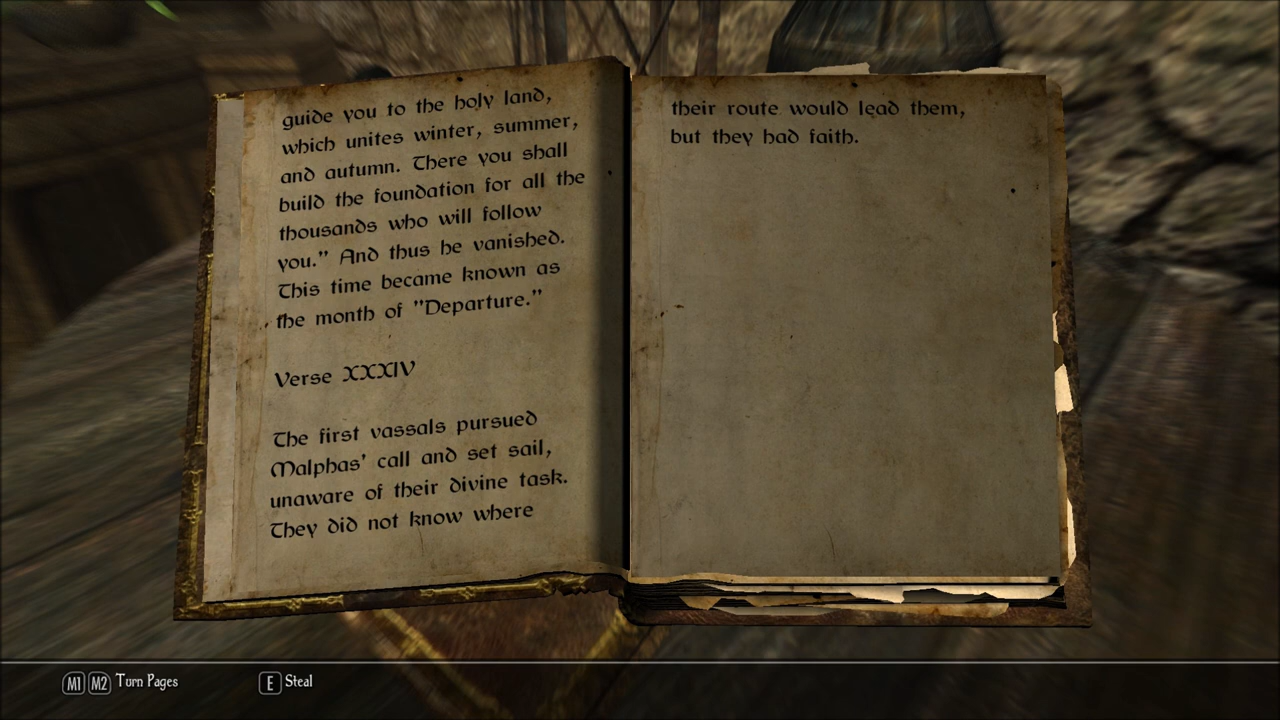 guide you to the holy land,
which unites winter, summer,
and autumn. There you shall
build the foundation for all the
thousands who will follow
you." And thus he vanished.
This time became known as
the month of "Departure."
Verse XXXIV
The first vassals pursued
Malphas' call and set sail,
unaware of their divine task.
They did not know where
their route would lead them,
but they had faith.
M1 M2 Turn Pages
E Steal